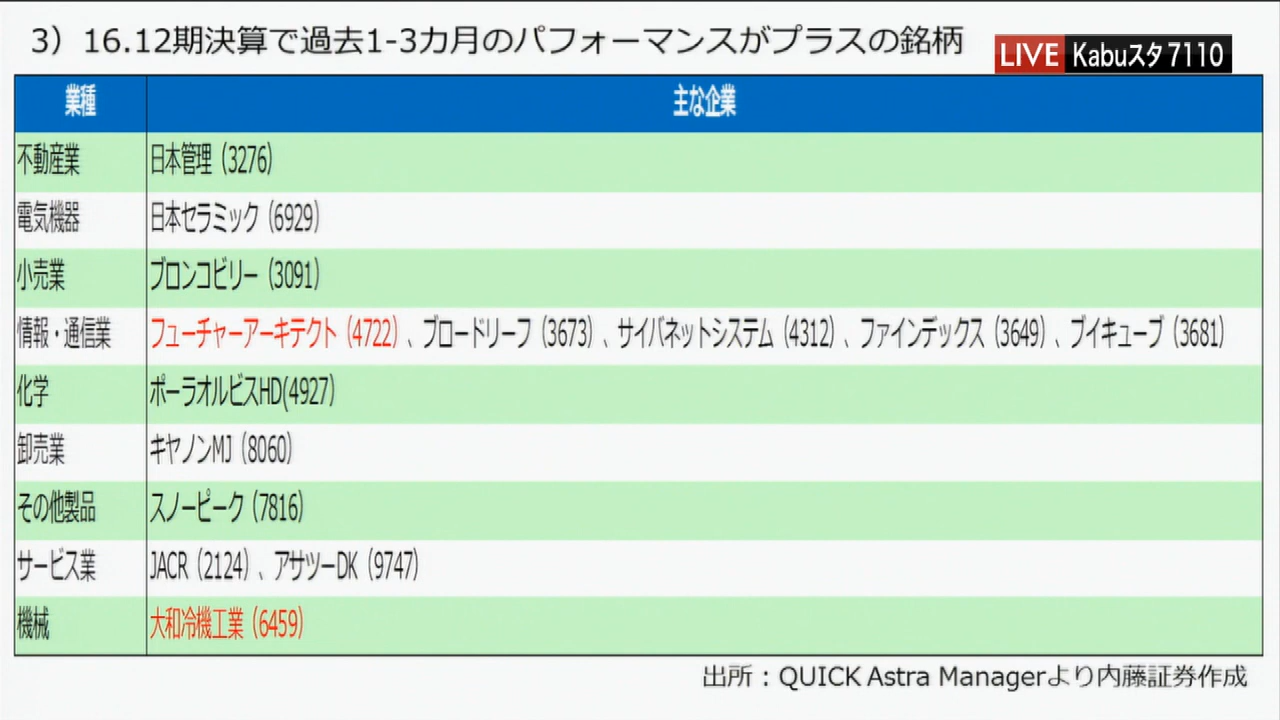 3）16.12期決算で過去1-3カ月のパフォーマンスがプラスの銘柄
LIVE Kabuスタ7110
業種 主な企業
不動産業 日本管理（3276）
電気機器 日本セラミック（6929）
小売業 ブロンコビリー（3091）
情報・通信業 フューチャーアーキテクト（4722）、ブロードリーフ（3673）、サイバネットシステム（4312）、ファインデックス（3649）、ブイキューブ（3681）
化学 ポーラオルビスHD(4927）
卸売業 キヤノンMJ（8060）
その他製品 スノーピーク（7816）
サービス業 JACR（2124）、アサツーDK（9747）
機械 大和冷機工業（6459）
出所：QUICK Astra Managerより内藤証券作成